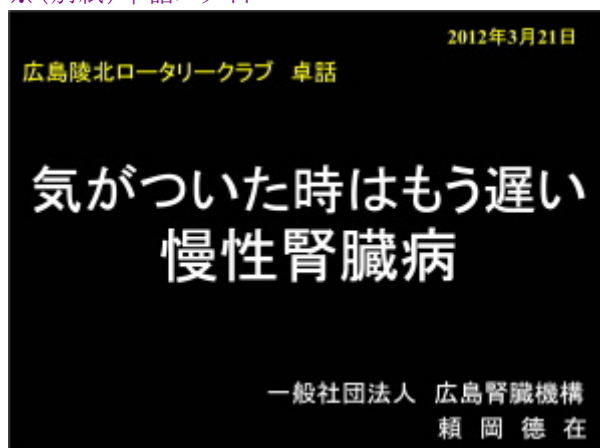 2012年3月21日
広島陵北ロータリークラブ 卓話
気がついた時はもう遅い
慢性腎臓病
一般社団法人 広島腎臓機構
頼岡德在